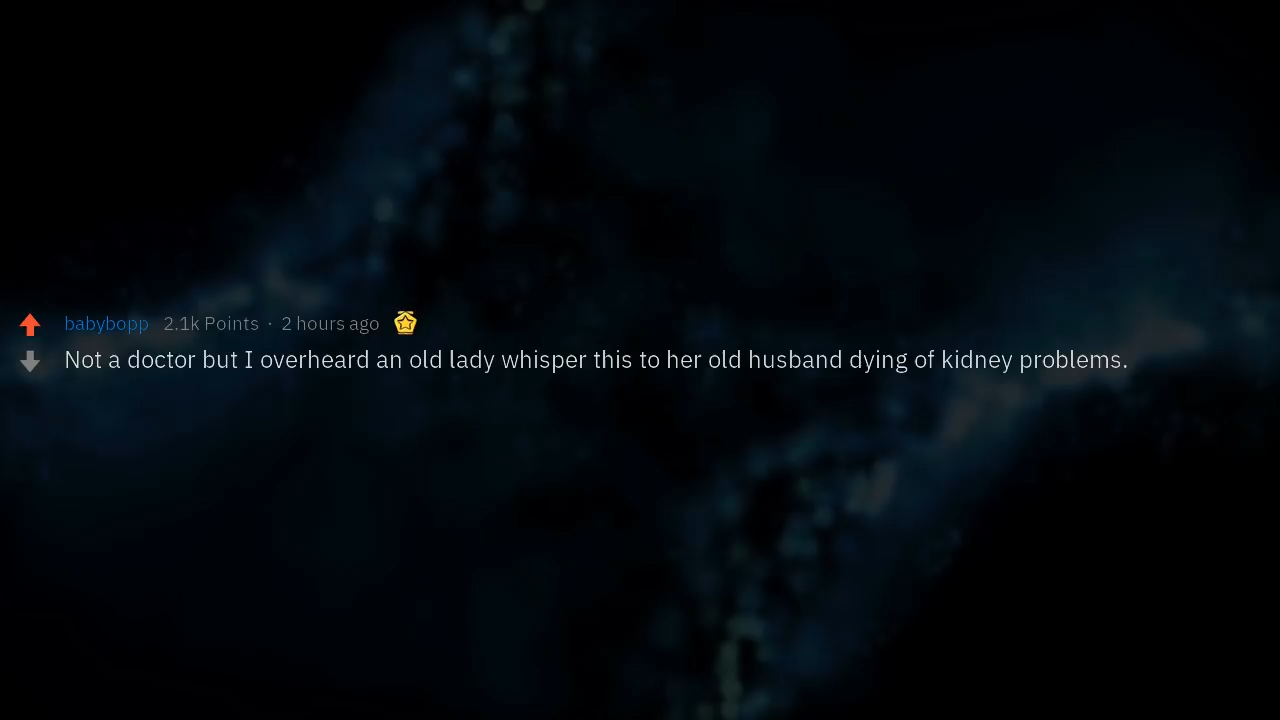 babybopp 2.1k Points · 2 hours ago
Not a doctor but I overheard an old lady whisper this to her old husband dying of kidney problems.